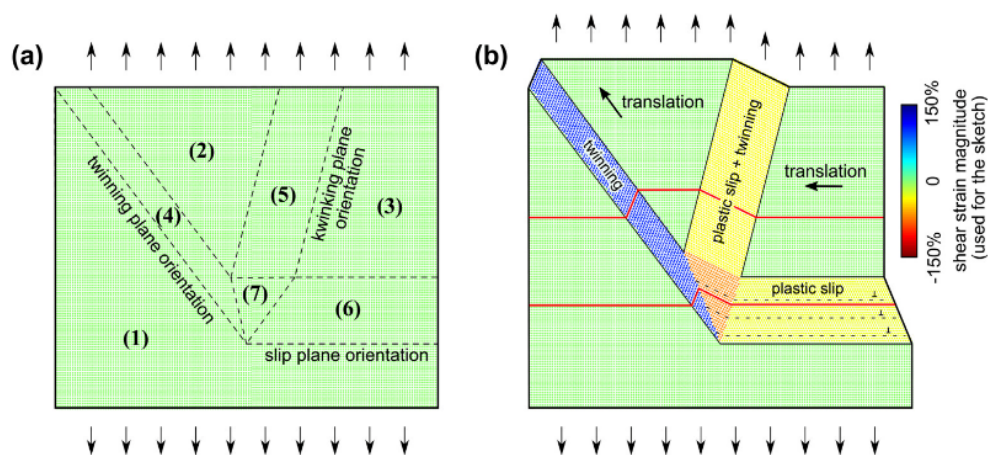 (a)
(2)
(5)
(3)
(4)
(7)
(6)
(1)
twinning plane orientation
kwinking plane
orientation
slip plane orientation
(b)
translation
twinning
plastic slip + twinning
translation
plastic slip
150%
0
-150%
shear strain magnitude
(used for the sketch)